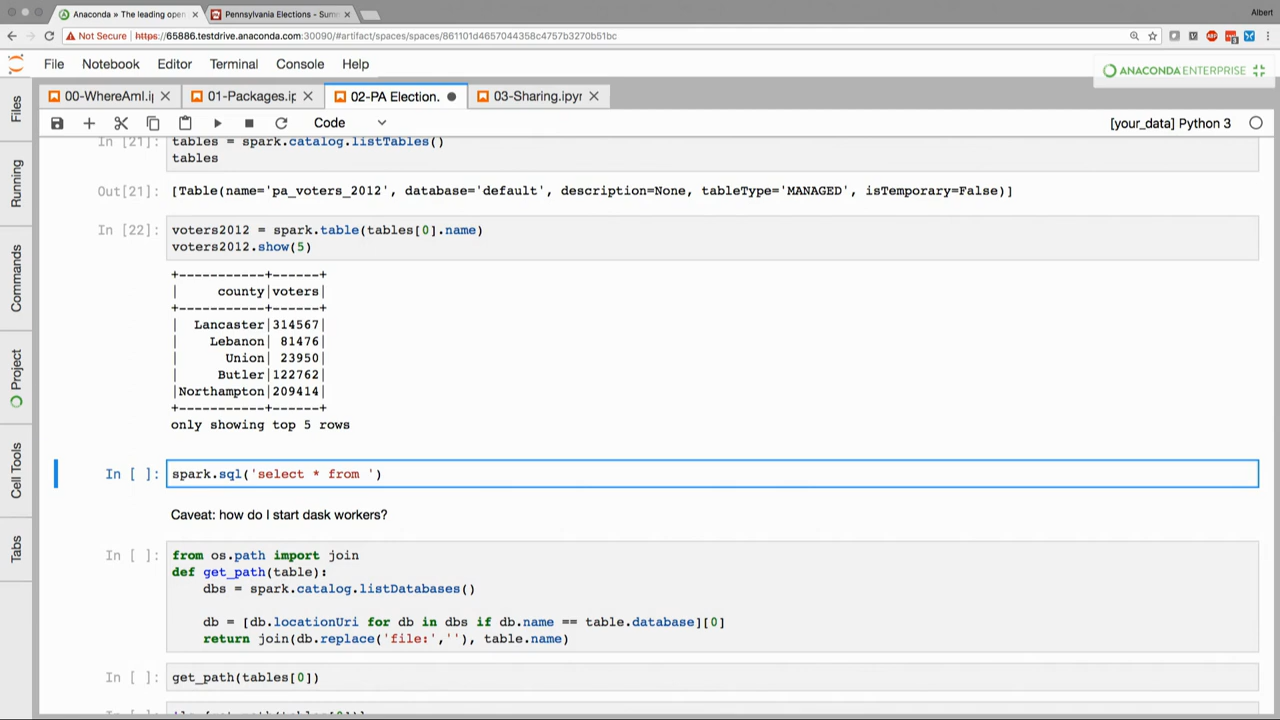 Anaconda » The leading open
Pennsylvania Elections - Sum
Albert
Not Secure
https://65886.testdrive.anaconda.com:30090/#artifact/spaces/spaces/861101d4657044358c4757b3270b51bc
File Notebook Editor Terminal Console Help
ANACONDA ENTERPRISE
00-WhereAmI.ip
01-Packages.ip
02-PA Election.
03-Sharing.ipyr
Code
[your_data] Python 3
Files
Running
Commands
Project
Cell Tools
Tabs
In [21]: tables = spark.catalog.listTables()
tables
Out[21]: [Table(name='pa_voters_2012', database='default', description=None, tableType='MANAGED', isTemporary=False)]
In [22]: voters2012 = spark.table(tables[0].name)
voters2012.show(5)
+-----------+------+
|     county|voters|
+-----------+------+
|  Lancaster|314567|
|    Lebanon| 81476|
|      Union| 23950|
|     Butler|122762|
|Northampton|209414|
+-----------+------+
only showing top 5 rows
In [ ]: spark.sql('select * from ')
Caveat: how do I start dask workers?
In [ ]: from os.path import join
def get_path(table):
    dbs = spark.catalog.listDatabases()
    db = [db.locationUri for db in dbs if db.name == table.database][0]
    return join(db.replace('file:',''), table.name)
In [ ]: get_path(tables[0])